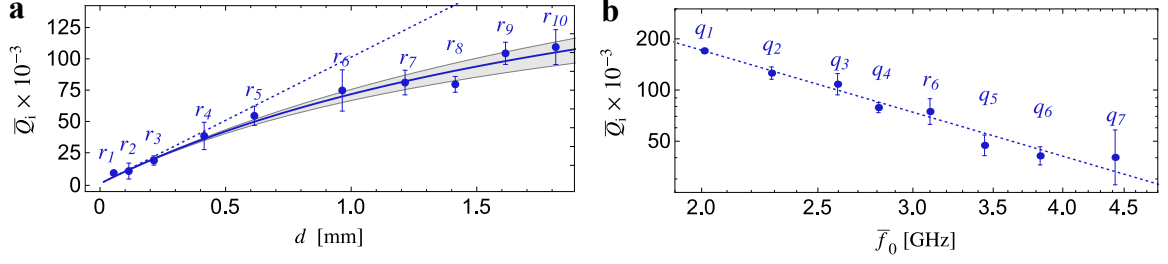 a
Q̅i × 10⁻³
125
100
75
50
25
0
r1
r2
r3
r4
r5
r6
r7
r8
r9
r10
0
0.5
1.0
1.5
d [mm]
b
Q̅i × 10⁻³
200
100
50
q1
q2
q3
q4
r6
q5
q6
q7
2.0
2.5
3.0
3.5
4.0
4.5
f̅0 [GHz]